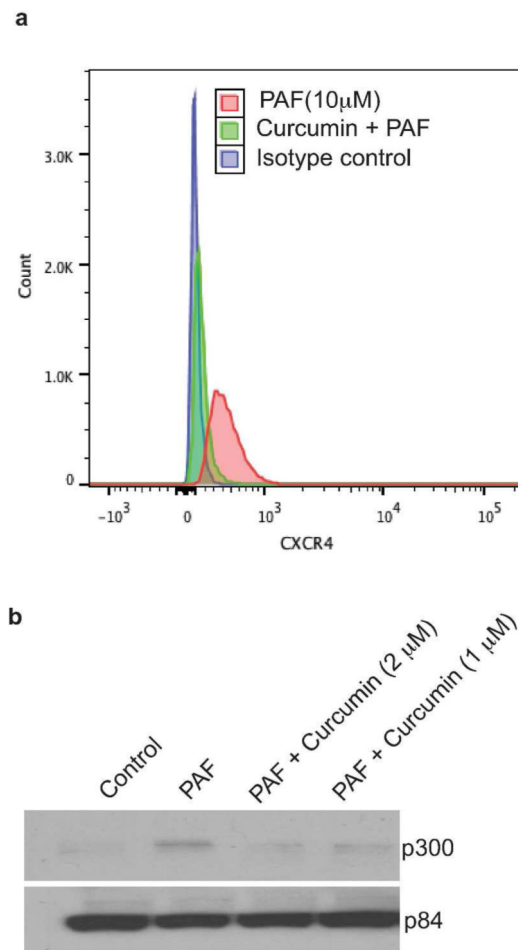 a
PAF(10μM)
Curcumin + PAF
Isotype control
3.0K
2.0K
1.0K
0
Count
-10³ 0 10³ 10⁴ 10⁵
CXCR4
b
Control
PAF
PAF + Curcumin (2 μM)
PAF + Curcumin (1 μM)
p300
p84